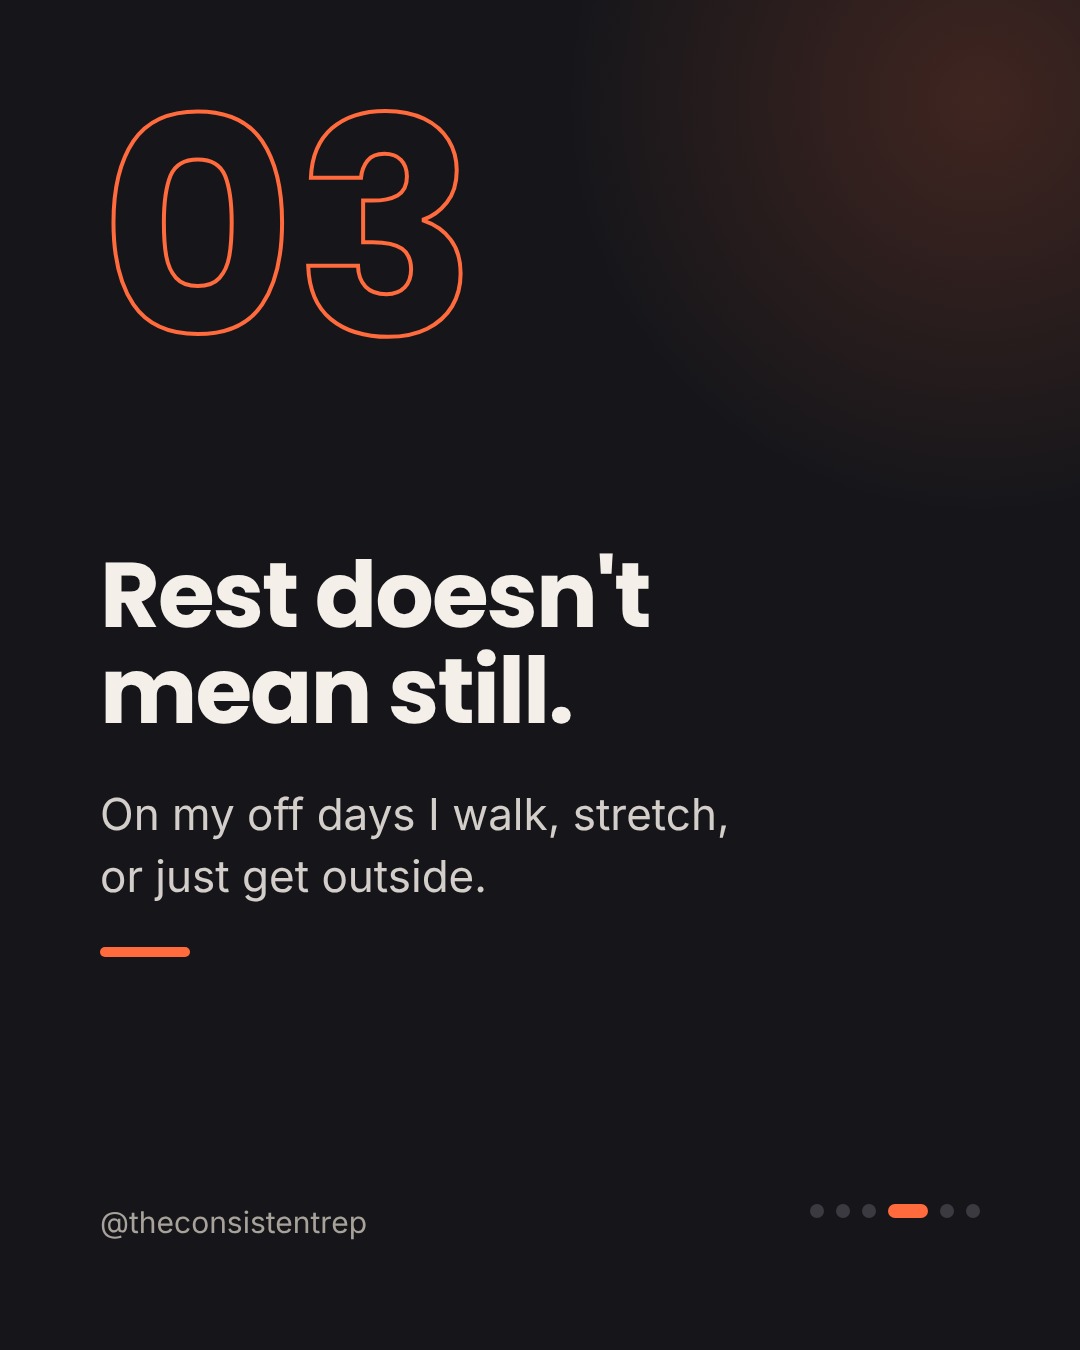 03
Rest doesn't
mean still.
On my off days I walk, stretch,
or just get outside.
@theconsistentrep